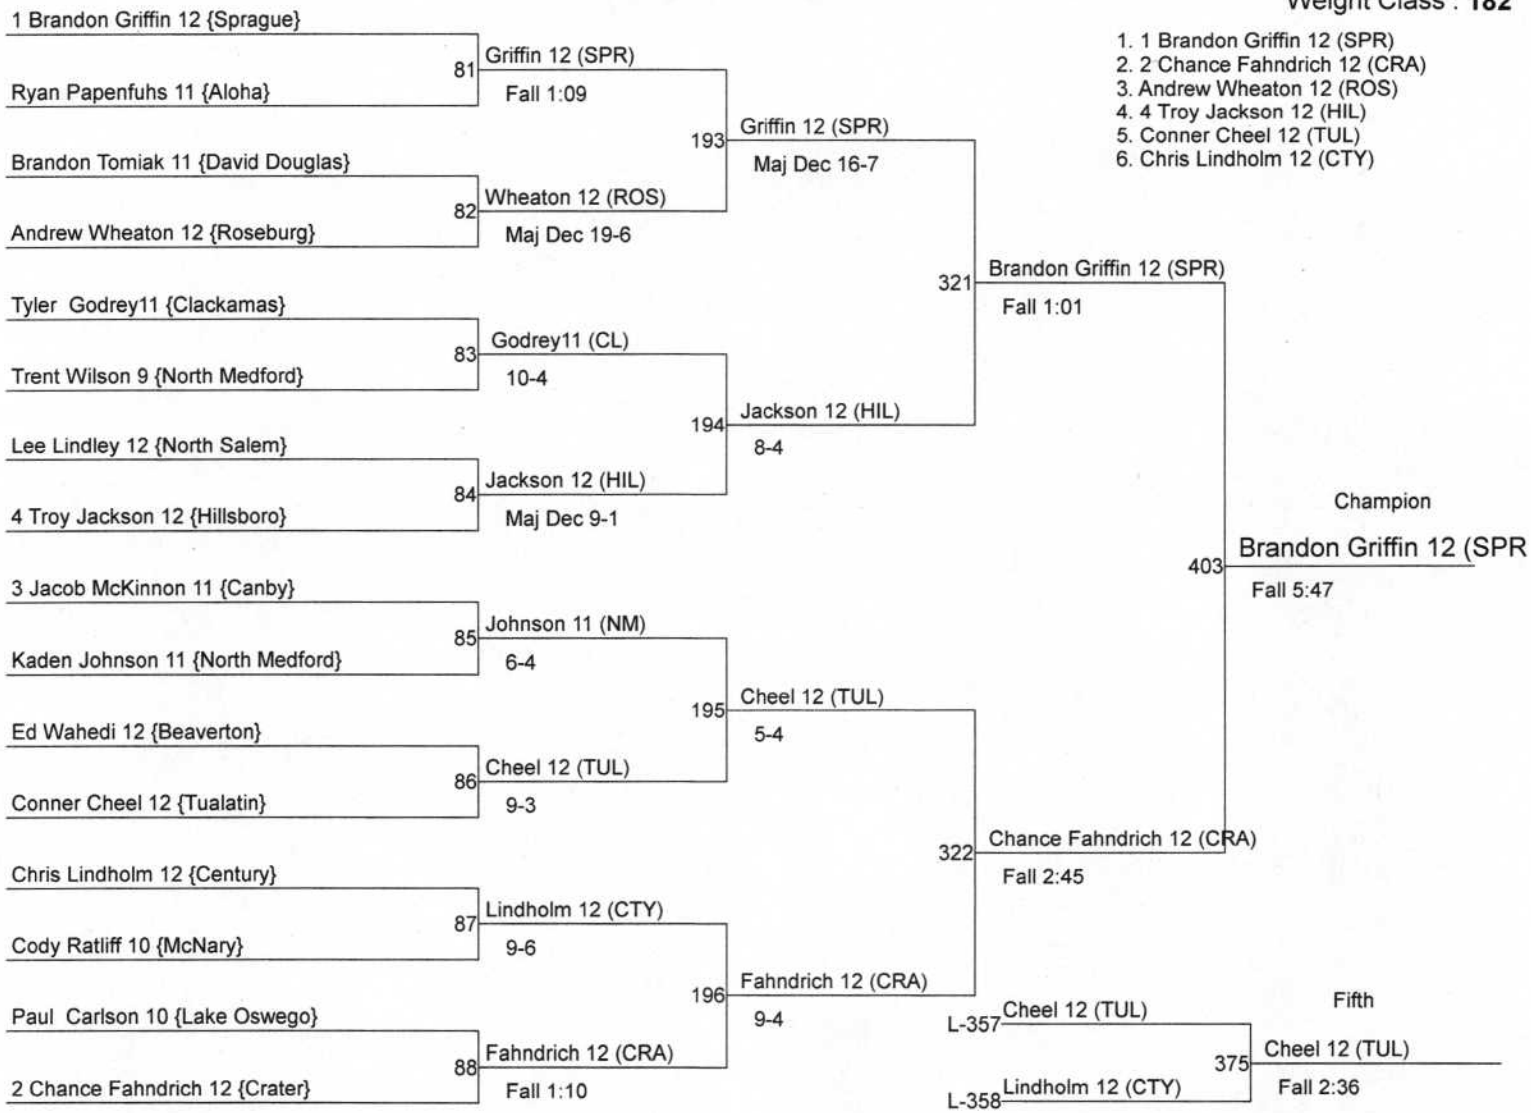 Weight Class : 182
1. 1 Brandon Griffin 12 (SPR)
2. 2 Chance Fahndrich 12 (CRA)
3. Andrew Wheaton 12 (ROS)
4. 4 Troy Jackson 12 (HIL)
5. Conner Cheel 12 (TUL)
6. Chris Lindholm 12 (CTY)
1 Brandon Griffin 12 {Sprague}
Ryan Papenfuhs 11 {Aloha}
Brandon Tomiak 11 {David Douglas}
Andrew Wheaton 12 {Roseburg}
Tyler Godrey11 {Clackamas}
Trent Wilson 9 {North Medford}
Lee Lindley 12 {North Salem}
4 Troy Jackson 12 {Hillsboro}
3 Jacob McKinnon 11 {Canby}
Kaden Johnson 11 {North Medford}
Ed Wahedi 12 {Beaverton}
Conner Cheel 12 {Tualatin}
Chris Lindholm 12 {Century}
Cody Ratliff 10 {McNary}
Paul Carlson 10 {Lake Oswego}
2 Chance Fahndrich 12 {Crater}
81 Griffin 12 (SPR)
Fall 1:09
82 Wheaton 12 (ROS)
Maj Dec 19-6
83 Godrey11 (CL)
10-4
84 Jackson 12 (HIL)
Maj Dec 9-1
85 Johnson 11 (NM)
6-4
86 Cheel 12 (TUL)
9-3
87 Lindholm 12 (CTY)
9-6
88 Fahndrich 12 (CRA)
Fall 1:10
193 Griffin 12 (SPR)
Maj Dec 16-7
194 Jackson 12 (HIL)
8-4
195 Cheel 12 (TUL)
5-4
196 Fahndrich 12 (CRA)
9-4
321 Brandon Griffin 12 (SPR)
Fall 1:01
322 Chance Fahndrich 12 (CRA)
Fall 2:45
Champion
403 Brandon Griffin 12 (SPR
Fall 5:47
Fifth
L-357 Cheel 12 (TUL)
L-358 Lindholm 12 (CTY)
375 Cheel 12 (TUL)
Fall 2:36